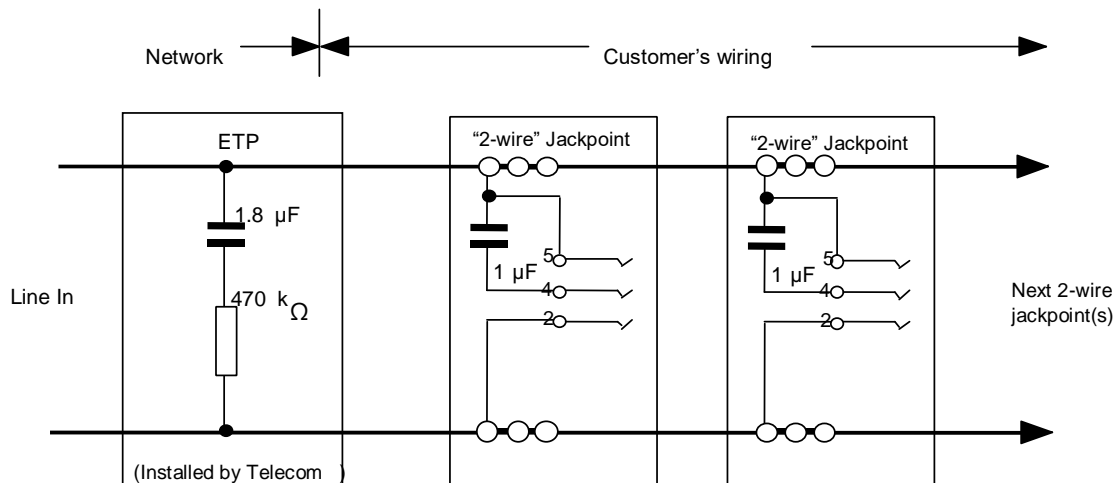 Network
Customer's wiring
ETP
"2-wire" Jackpoint
"2-wire" Jackpoint
1.8 µF
5
1 µF
4
2
5
1 µF
4
2
470 kΩ
Line In
Next 2-wire
jackpoint(s)
(Installed by Telecom )